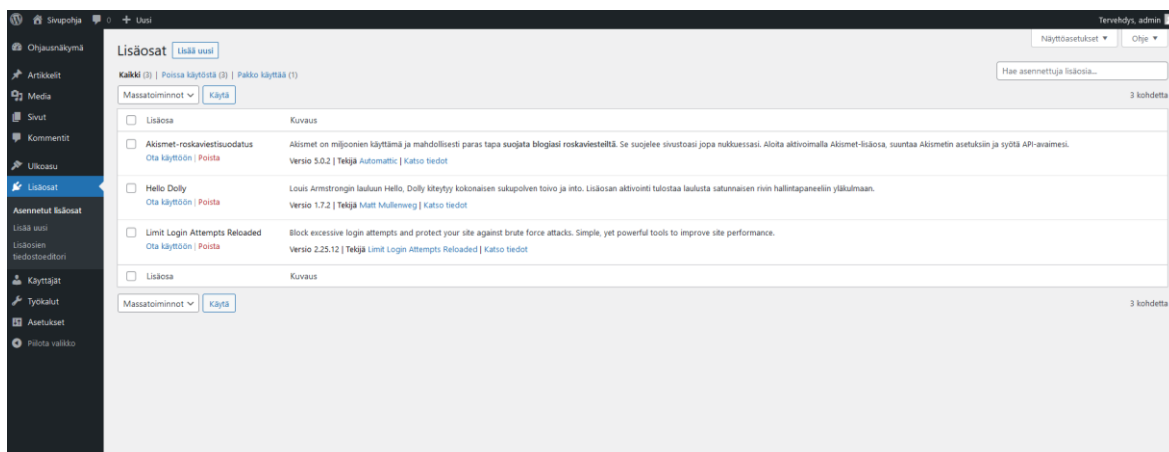 Sivupohja 0 Uusi
Tervehdys, admin
Ohjausnäkymä
Artikkelit
Media
Sivut
Kommentit
Ulkoasu
Lisäosat
Asennetut lisäosat
Lisää uusi
Lisäosien
tiedostoeditori
Käyttäjät
Työkalut
Asetukset
Piilota valikko
Näyttöasetukset Ohje
Lisäosat Lisää uusi
Kaikki (3) | Poissa käytöstä (3) | Pakko käyttää (1)
Hae asennettuja lisäosia...
Massatoiminnot Käytä
3 kohdetta
Lisäosa Kuvaus
Akismet-roskaviestisuodatus
Ota käyttöön | Poista
Akismet on miljoonien käyttämä ja mahdollisesti paras tapa suojata blogiasi roskaviesteiltä. Se suojelee sivustoasi jopa nukkuessasi. Aloita aktivoimalla Akismet-lisäosa, suuntaa Akismetin asetuksiin ja syötä API-avaimesi.
Versio 5.0.2 | Tekijä Automattic | Katso tiedot
Hello Dolly
Ota käyttöön | Poista
Louis Armstrongin lauluun Hello, Dolly kiteytyy kokonaisen sukupolven toivo ja into. Lisäosan aktivointi tulostaa laulusta satunnaisen rivin hallintapaneeliin yläkulmaan.
Versio 1.7.2 | Tekijä Matt Mullenweg | Katso tiedot
Limit Login Attempts Reloaded
Ota käyttöön | Poista
Block excessive login attempts and protect your site against brute force attacks. Simple, yet powerful tools to improve site performance.
Versio 2.25.12 | Tekijä Limit Login Attempts Reloaded | Katso tiedot
Lisäosa Kuvaus
Massatoiminnot Käytä
3 kohdetta